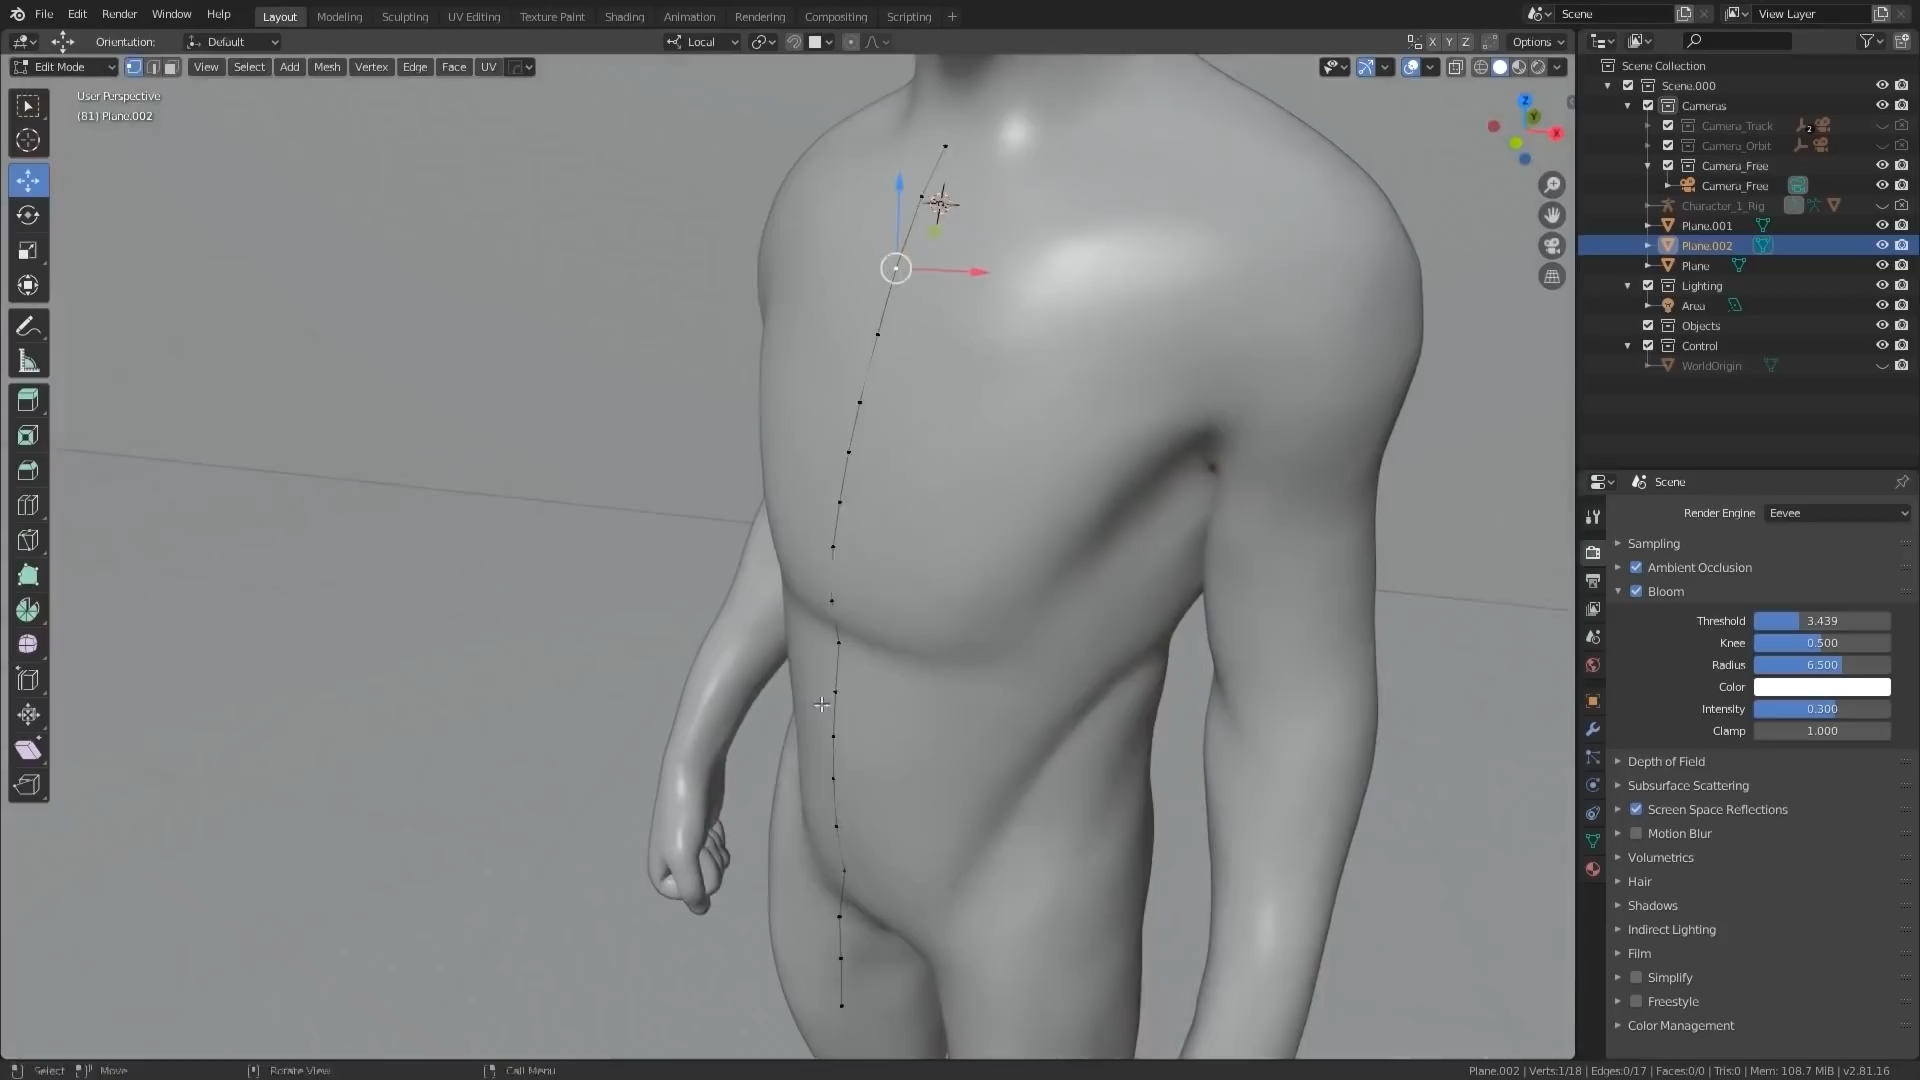 File Edit Render Window Help Layout Modeling Sculpting UV Editing Texture Paint Shading Animation Rendering Compositing Scripting + Scene View Layer
Orientation: Default Local X Y Z Options
Edit Mode View Select Add Mesh Vertex Edge Face UV
User Perspective
(81) Plane.002
Z
Y
X
Scene Collection
Scene.000
Cameras
Camera_Track 2
Camera_Orbit
Camera_Free
Camera_Free
Character_1_Rig
Plane.001
Plane.002
Plane
Lighting
Area
Objects
Control
WorldOrigin
Scene
Render Engine Eevee
Sampling
Ambient Occlusion
Bloom
Threshold 3.439
Knee 0.500
Radius 6.500
Color
Intensity 0.300
Clamp 1.000
Depth of Field
Subsurface Scattering
Screen Space Reflections
Motion Blur
Volumetrics
Hair
Shadows
Indirect Lighting
Film
Simplify
Freestyle
Color Management
Select Move Rotate View Call Menu Plane.002 | Verts:1/18 | Edges:0/17 | Faces:0/0 | Tris:0 | Mem: 108.7 MiB | v2.81.16